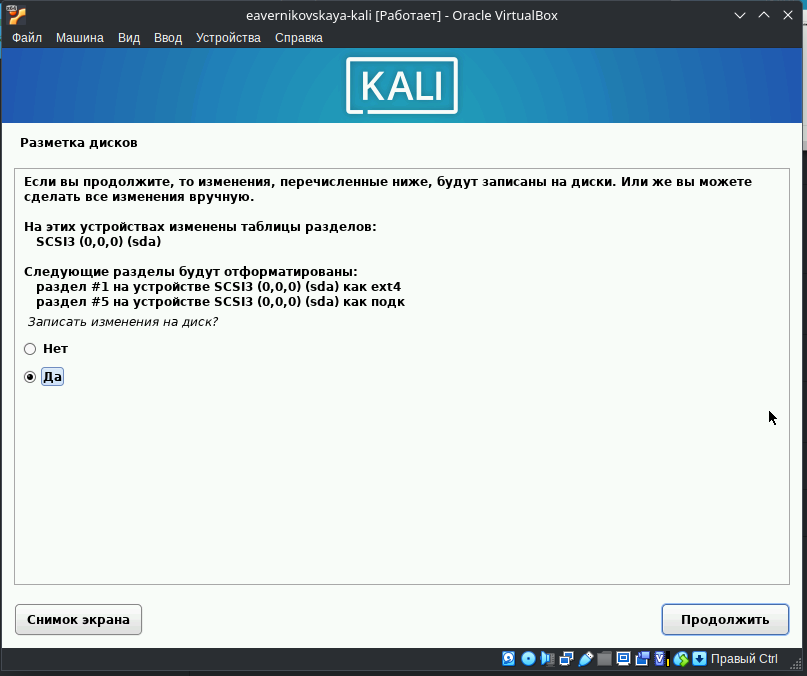 eavernikovskaya-kali [Работает] - Oracle VirtualBox
Файл Машина Вид Ввод Устройства Справка
KALI
Разметка дисков
Если вы продолжите, то изменения, перечисленные ниже, будут записаны на диски. Или же вы можете
сделать все изменения вручную.
На этих устройствах изменены таблицы разделов:
SCSI3 (0,0,0) (sda)
Следующие разделы будут отформатированы:
раздел #1 на устройстве SCSI3 (0,0,0) (sda) как ext4
раздел #5 на устройстве SCSI3 (0,0,0) (sda) как подк
Записать изменения на диск?
Нет
Да
Снимок экрана Продолжить
Правый Ctrl